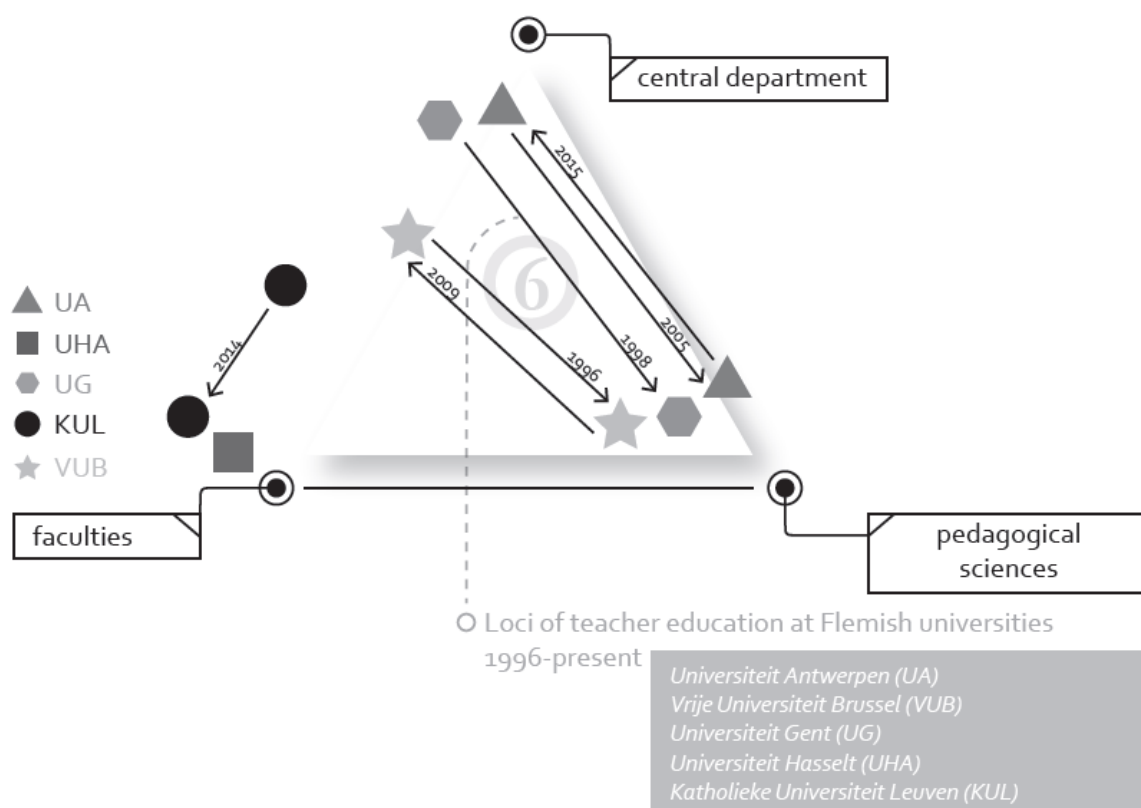 central department
2015
6
2009
UA
UHA
2014
2005
1998
1996
UG
KUL
VUB
faculties
pedagogical
sciences
Loci of teacher education at Flemish universities
1996-present
Universiteit Antwerpen (UA)
Vrije Universiteit Brussel (VUB)
Universiteit Gent (UG)
Universiteit Hasselt (UHA)
Katholieke Universiteit Leuven (KUL)